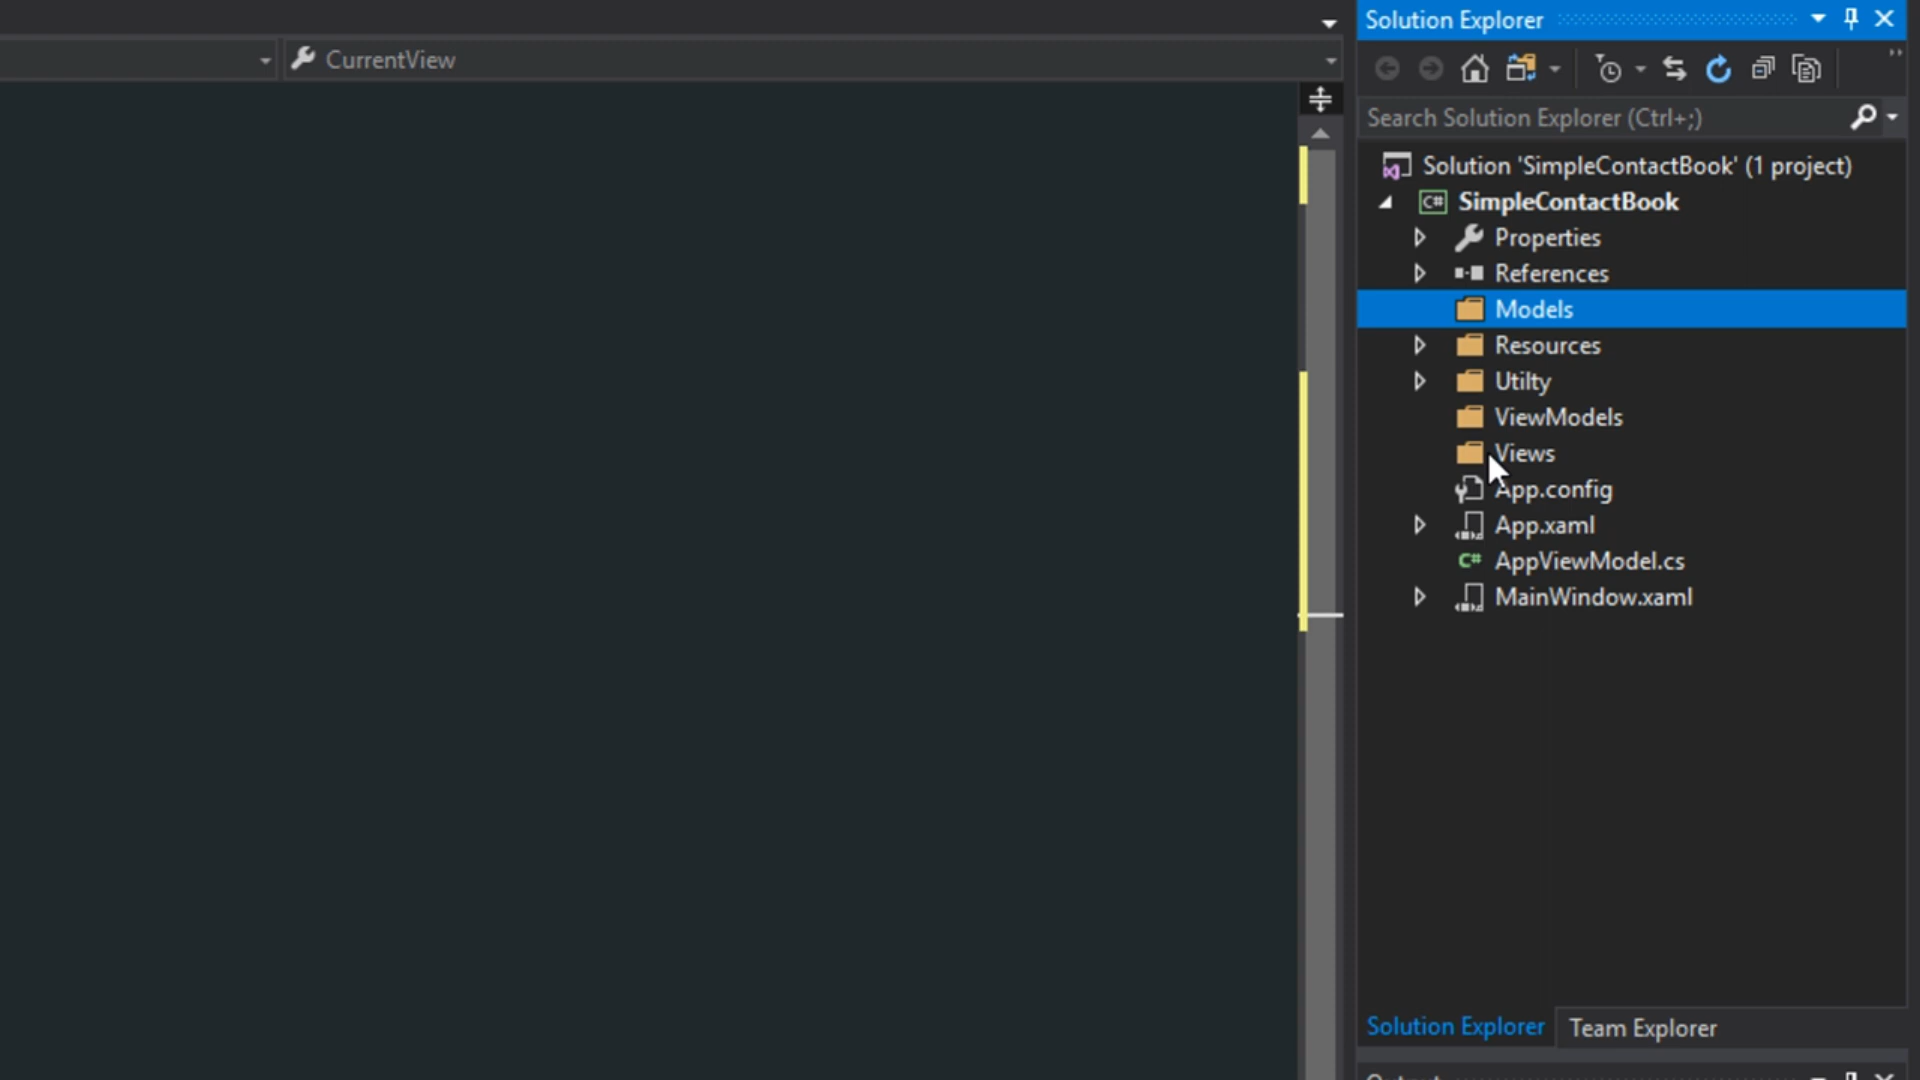 Solution Explorer
CurrentView
Search Solution Explorer (Ctrl+;)
Solution 'SimpleContactBook' (1 project)
C# SimpleContactBook
Properties
References
Models
Resources
Utilty
ViewModels
Views
App.config
App.xaml
C# AppViewModel.cs
MainWindow.xaml
Solution Explorer
Team Explorer